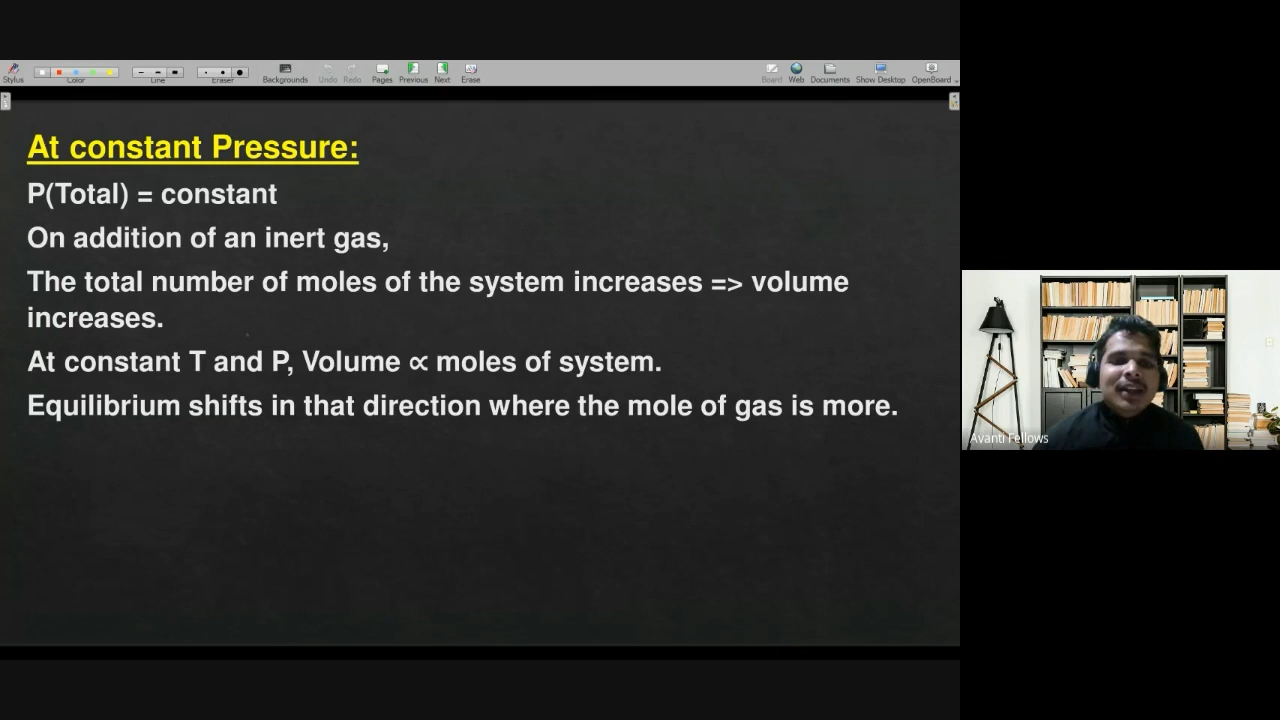 Stylus Color Line Eraser Backgrounds Undo Redo Pages Previous Next Erase Board Web Documents Show Desktop OpenBoard
At constant Pressure:
P(Total) = constant
On addition of an inert gas,
The total number of moles of the system increases => volume
increases.
At constant T and P, Volume ∝ moles of system.
Equilibrium shifts in that direction where the mole of gas is more.
Avanti Fellows